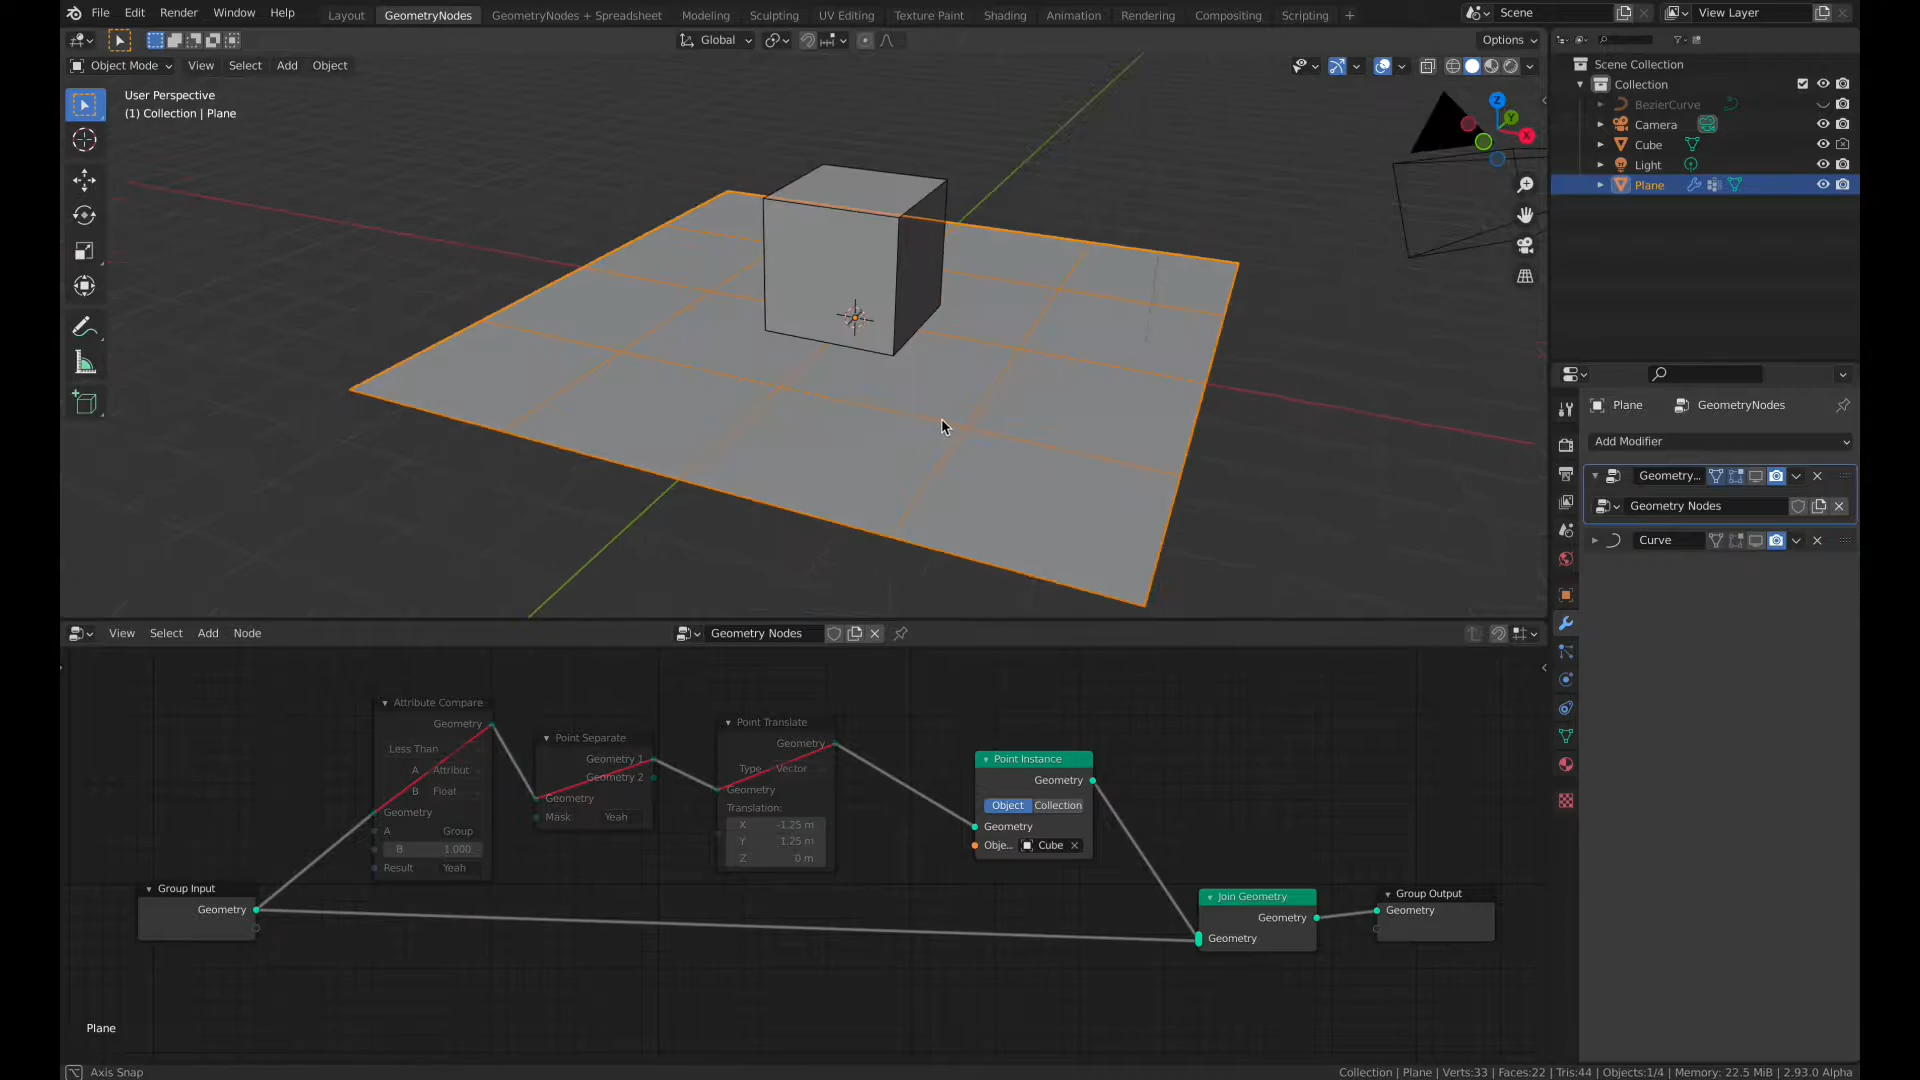 File Edit Render Window Help
Layout GeometryNodes GeometryNodes + Spreadsheet Modeling Sculpting UV Editing Texture Paint Shading Animation Rendering Compositing Scripting +
Scene
View Layer
Global
Options
Object Mode View Select Add Object
User Perspective
(1) Collection | Plane
Z
Y
X
Scene Collection
Collection
BezierCurve
Camera
Cube
Light
Plane
Plane GeometryNodes
Add Modifier
Geometry...
Geometry Nodes
Curve
View Select Add Node
Geometry Nodes
Attribute Compare
Geometry
Less Than
A Attribut
B Float
Geometry
A Group
B 1.000
Result Yeah
Point Separate
Geometry 1
Geometry 2
Geometry
Mask: Yeah
Point Translate
Geometry
Type Vector
Geometry
Translation:
X -1.25 m
Y 1.25 m
Z 0 m
Point Instance
Geometry
Object Collection
Geometry
Obje... Cube
Group Input
Geometry
Join Geometry
Geometry
Geometry
Group Output
Geometry
Plane
Axis Snap
Collection | Plane | Verts:33 | Faces:22 | Tris:44 | Objects:1/4 | Memory: 22.5 MiB | 2.93.0 Alpha